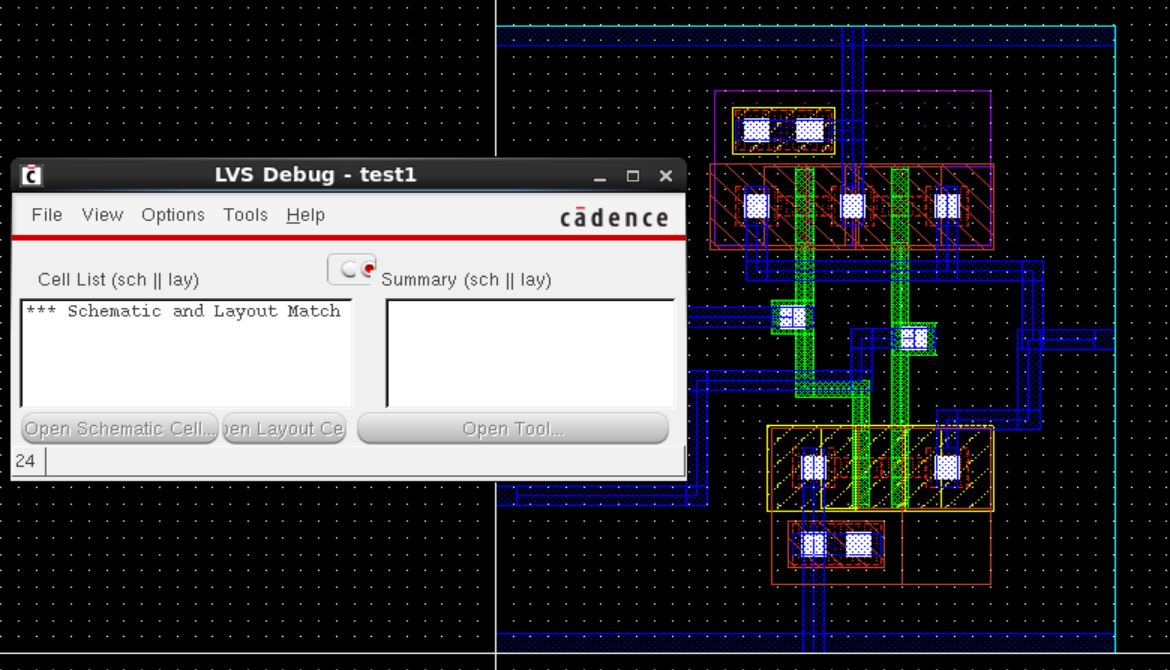 LVS Debug - test1
File View Options Tools Help
cādence
Cell List (sch || lay)
Summary (sch || lay)
*** Schematic and Layout Match
Open Schematic Cell...
en Layout Ce
Open Tool...
24